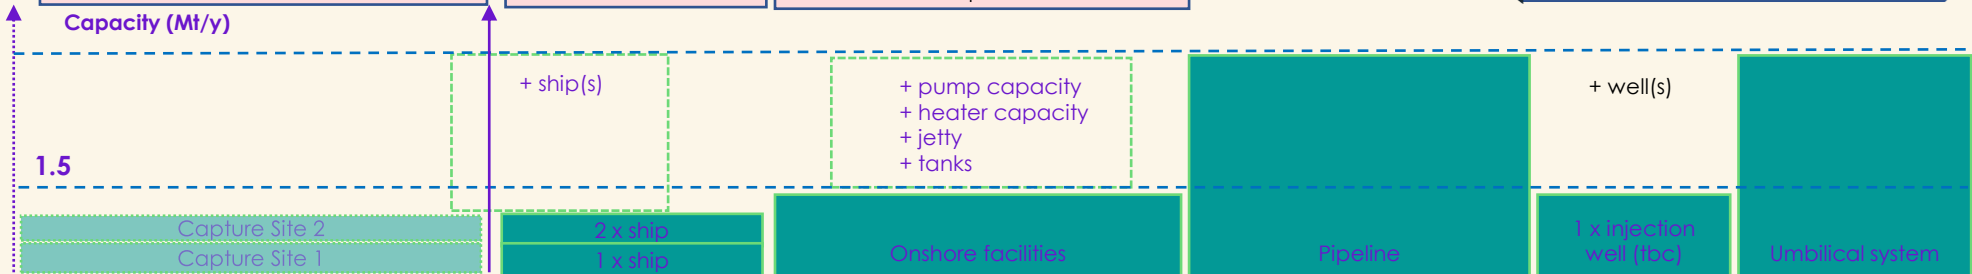 Capacity (Mt/y)
+ ship(s)
+ pump capacity
+ heater capacity
+ jetty
+ tanks
+ well(s)
1.5
Capture Site 2
Capture Site 1
2 x ship
1 x ship
Onshore facilities
Pipeline
1 x injection
well (tbc)
Umbilical system